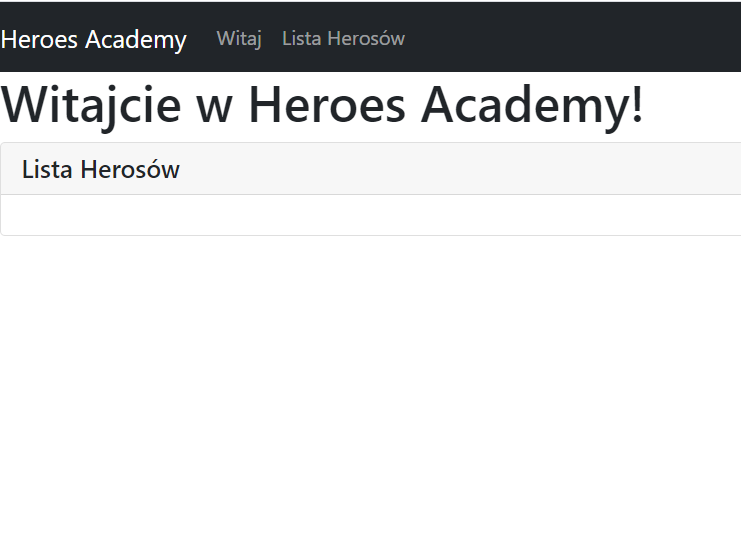 Heroes Academy Witaj Lista Herosów
Witajcie w Heroes Academy!
Lista Herosów